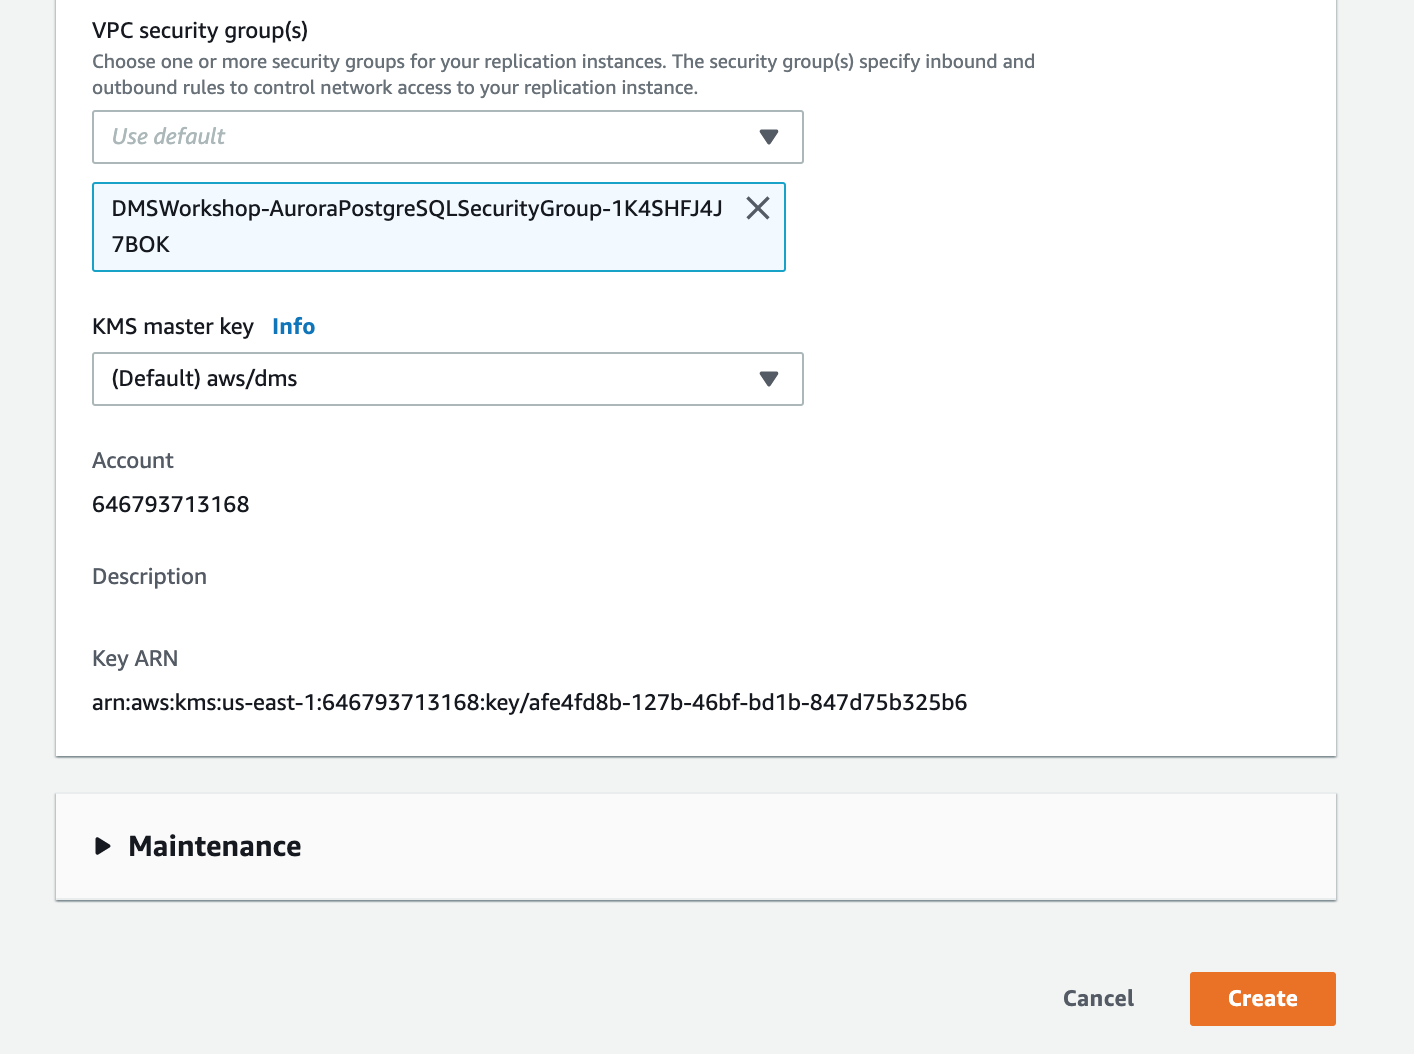 VPC security group(s)
Choose one or more security groups for your replication instances. The security group(s) specify inbound and
outbound rules to control network access to your replication instance.
Use default
DMSWorkshop-AuroraPostgreSQLSecurityGroup-1K4SHFJ4J
7BOK
KMS master key Info
(Default) aws/dms
Account
646793713168
Description
Key ARN
arn:aws:kms:us-east-1:646793713168:key/afe4fd8b-127b-46bf-bd1b-847d75b325b6
Maintenance
Cancel Create